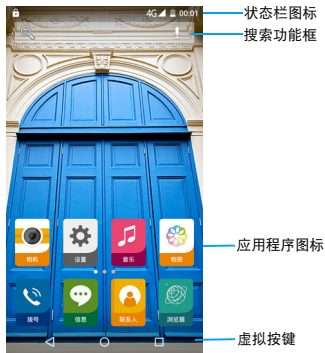 4G 00:01
状态栏图标
搜索功能框
相机 设置 音乐 相册
应用程序图标
拨号 信息 联系人 浏览器
虚拟按键